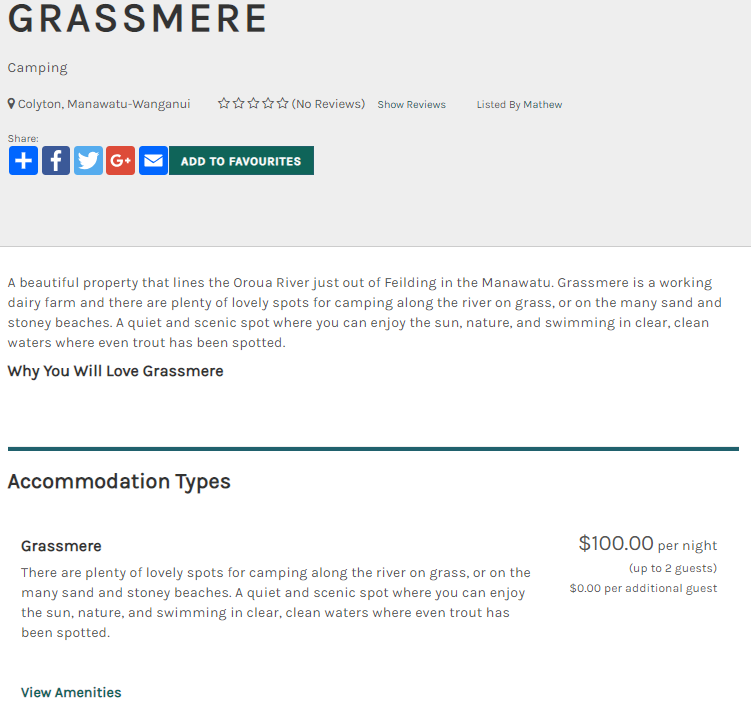 GRASSMERE
Camping
Colyton, Manawatu-Wanganui (No Reviews) Show Reviews Listed By Mathew
Share:
G+ ADD TO FAVOURITES
A beautiful property that lines the Oroua River just out of Feilding in the Manawatu. Grassmere is a working
dairy farm and there are plenty of lovely spots for camping along the river on grass, or on the many sand and
stoney beaches. A quiet and scenic spot where you can enjoy the sun, nature, and swimming in clear, clean
waters where even trout has been spotted.
Why You Will Love Grassmere
Accommodation Types
Grassmere
There are plenty of lovely spots for camping along the river on grass, or on the
many sand and stoney beaches. A quiet and scenic spot where you can enjoy
the sun, nature, and swimming in clear, clean waters where even trout has
been spotted.
$100.00 per night
(up to 2 guests)
$0.00 per additional guest
View Amenities